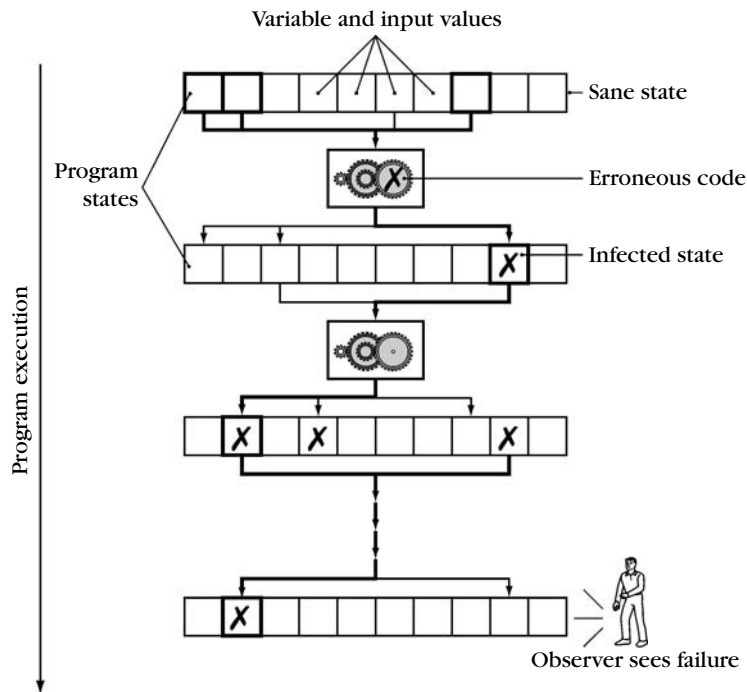 Variable and input values
Sane state
Program
states
Erroneous code
Infected state
Program execution
Observer sees failure